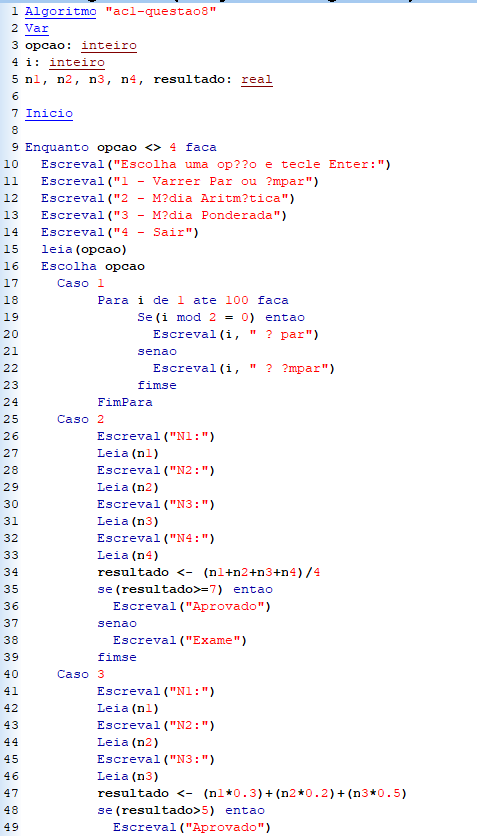 1 Algoritmo "ac1-questao8"
2 Var
3 opcao: inteiro
4 i: inteiro
5 n1, n2, n3, n4, resultado: real
6
7 Inicio
8
9 Enquanto opcao <> 4 faca
10 Escreval("Escolha uma op??o e tecle Enter:")
11 Escreval("1 - Varrer Par ou ?mpar")
12 Escreval("2 - M?dia Aritm?tica")
13 Escreval("3 - M?dia Ponderada")
14 Escreval("4 - Sair")
15 leia(opcao)
16 Escolha opcao
17 Caso 1
18 Para i de 1 ate 100 faca
19 Se(i mod 2 = 0) entao
20 Escreval(i, " ? par")
21 senao
22 Escreval(i, " ? ?mpar")
23 fimse
24 FimPara
25 Caso 2
26 Escreval("N1:")
27 Leia(n1)
28 Escreval("N2:")
29 Leia(n2)
30 Escreval("N3:")
31 Leia(n3)
32 Escreval("N4:")
33 Leia(n4)
34 resultado <- (n1+n2+n3+n4)/4
35 se(resultado>=7) entao
36 Escreval("Aprovado")
37 senao
38 Escreval("Exame")
39 fimse
40 Caso 3
41 Escreval("N1:")
42 Leia(n1)
43 Escreval("N2:")
44 Leia(n2)
45 Escreval("N3:")
46 Leia(n3)
47 resultado <- (n1*0.3)+(n2*0.2)+(n3*0.5)
48 se(resultado>5) entao
49 Escreval("Aprovado")